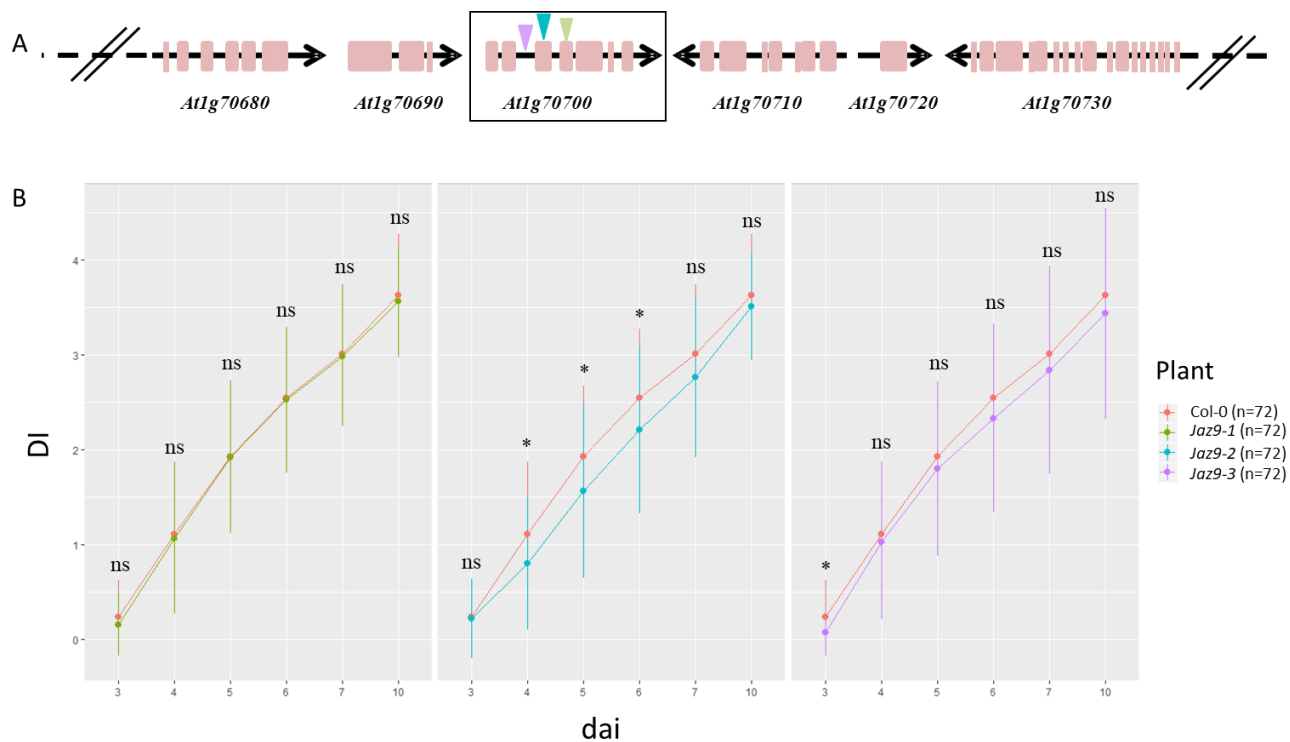 A
At1g70680 At1g70690 At1g70700 At1g70710 At1g70720 At1g70730
B
ns ns ns ns ns ns
ns * * * ns ns
* ns ns ns ns ns
4
3
2
1
0
DI
3 4 5 6 7 10
3 4 5 6 7 10
3 4 5 6 7 10
dai
Plant
Col-0 (n=72)
Jaz9-1 (n=72)
Jaz9-2 (n=72)
Jaz9-3 (n=72)